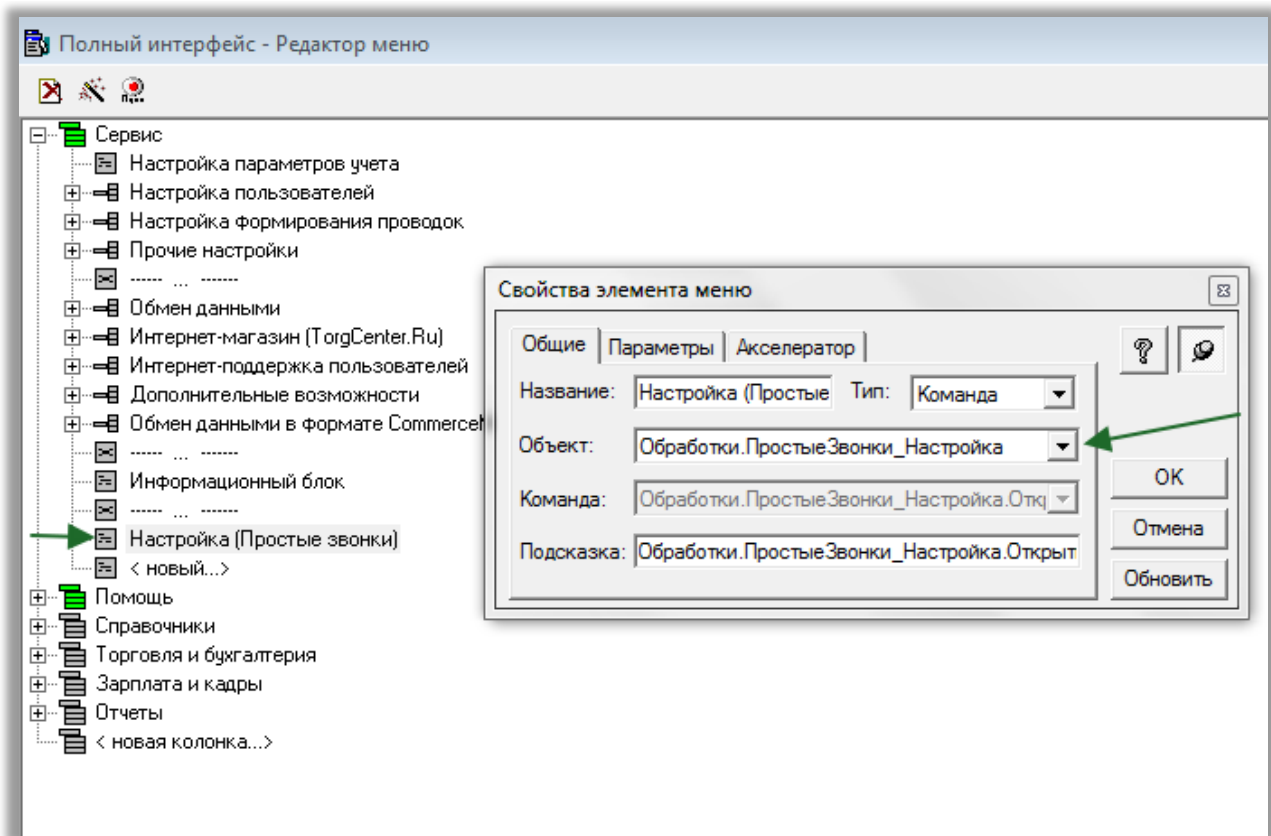 Полный интерфейс - Редактор меню
Сервис
Настройка параметров учета
Настройка пользователей
Настройка формирования проводок
Прочие настройки
------ ... ------
Обмен данными
Интернет-магазин (TorgCenter.Ru)
Интернет-поддержка пользователей
Дополнительные возможности
Обмен данными в формате Commerce
------ ... ------
Информационный блок
------ ... ------
Настройка (Простые звонки)
< новый...>
Помощь
Справочники
Торговля и бухгалтерия
Зарплата и кадры
Отчеты
< новая колонка...>
Свойства элемента меню
Общие Параметры Акселератор
Название: Настройка (Простые Тип: Команда
Объект: Обработки.ПростыеЗвонки_Настройка
Команда: Обработки.ПростыеЗвонки_Настройка.Откр
Подсказка: Обработки.ПростыеЗвонки_Настройка.Открыт
ОК
Отмена
Обновить